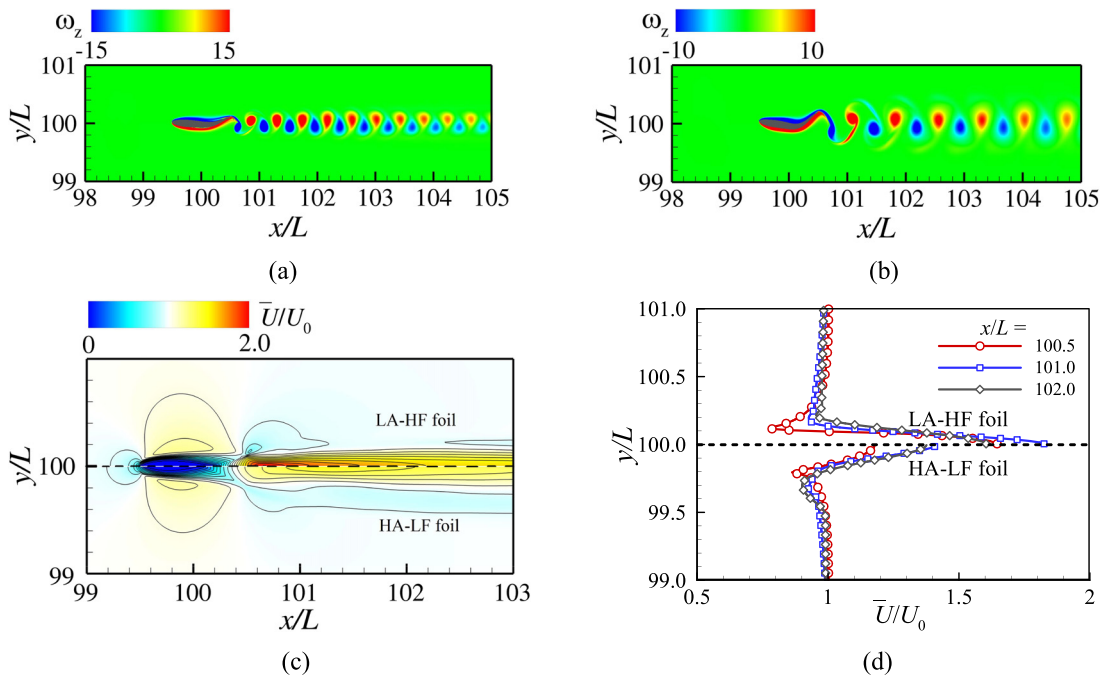 ω_z
-15 15
101
100
99
y/L
98 99 100 101 102 103 104 105
x/L
(a)
ω_z
-10 10
101
100
99
y/L
98 99 100 101 102 103 104 105
x/L
(b)
U̅/U₀
0 2.0
LA-HF foil
100
y/L
HA-LF foil
99
99 100 101 102 103
x/L
(c)
101.0
x/L =
100.5
101.0
102.0
100.5
LA-HF foil
100.0
y/L
HA-LF foil
99.5
99.0
0.5 1 1.5 2
U̅/U₀
(d)